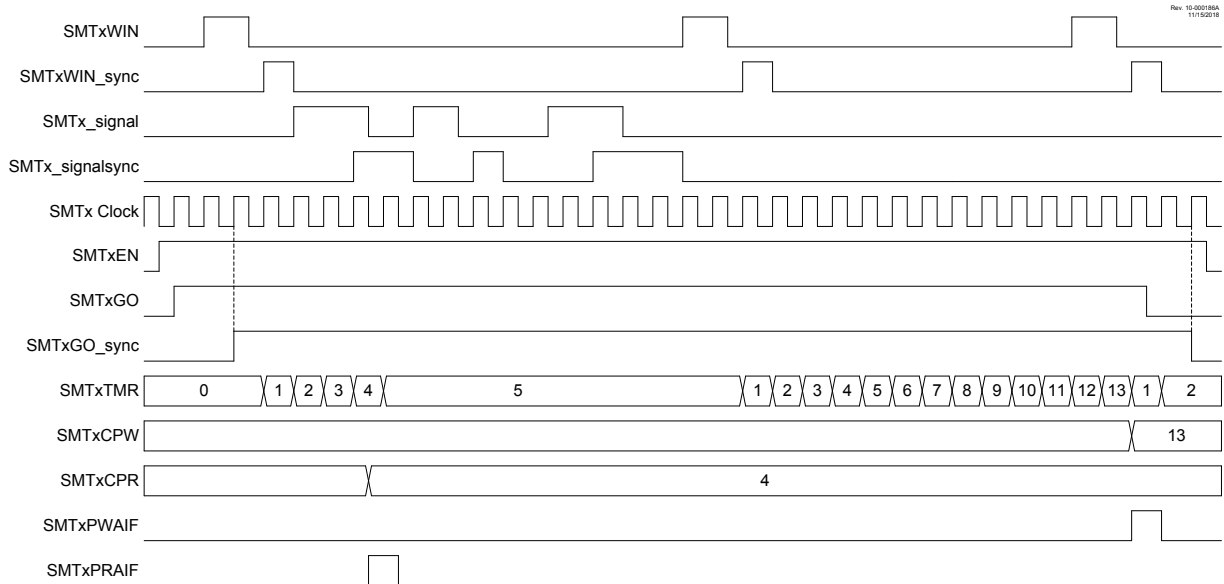 Rev. 10-000186A
11/15/2018
SMTxWIN
SMTxWIN_sync
SMTx_signal
SMTx_signalsync
SMTx Clock
SMTxEN
SMTxGO
SMTxGO_sync
SMTxTMR 0 1 2 3 4 5 1 2 3 4 5 6 7 8 9 10 11 12 13 1 2
SMTxCPW 13
SMTxCPR 4
SMTxPWAIF
SMTxPRAIF